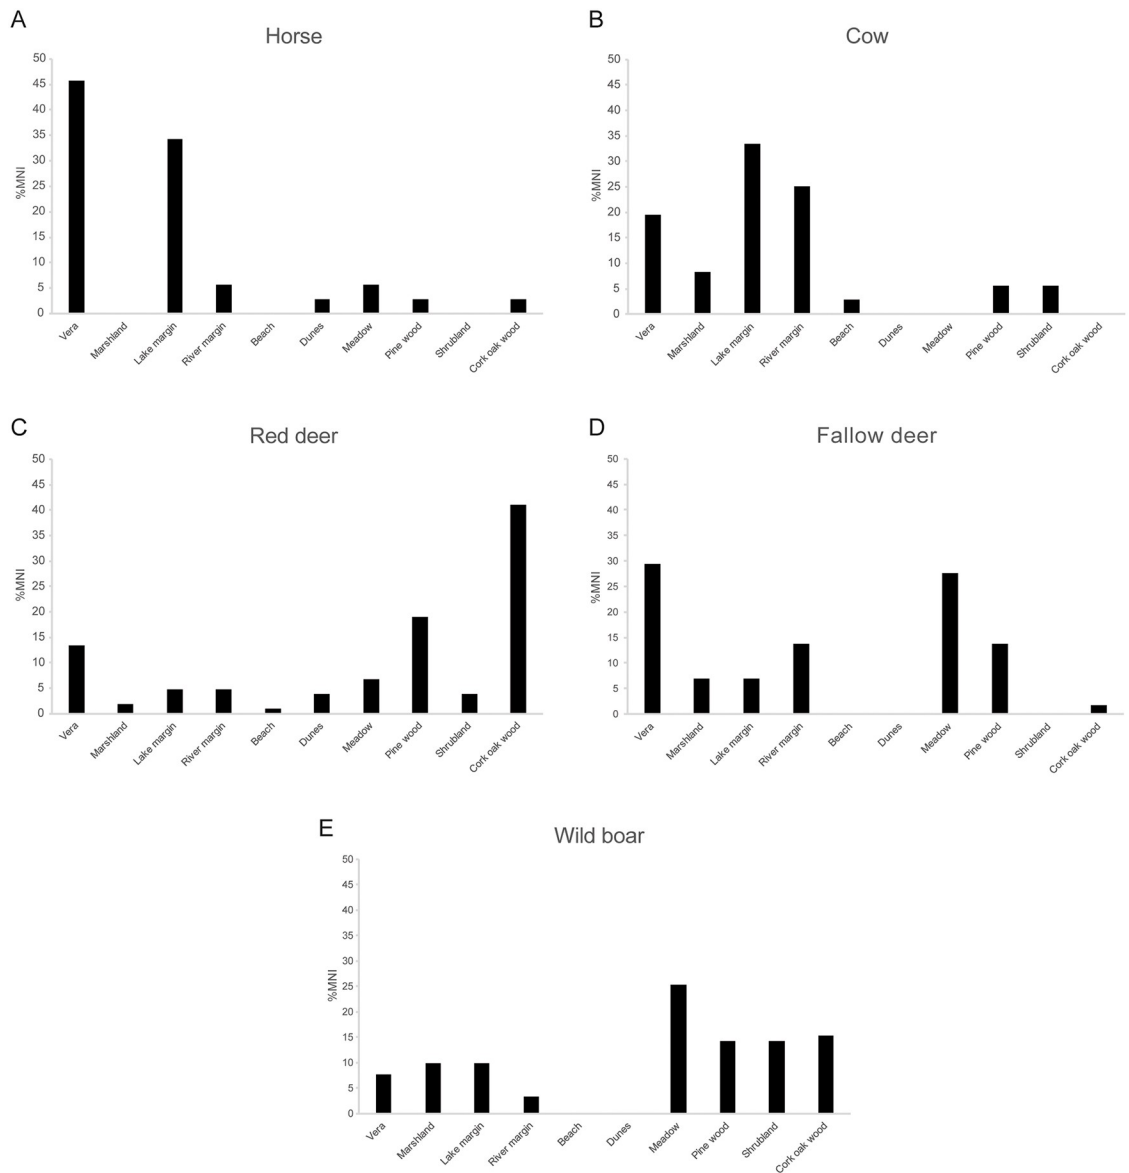 A
Horse
50
45
40
35
30
25
20
15
10
5
0
%MNI
Vera
Marshland
Lake margin
River margin
Beach
Dunes
Meadow
Pine wood
Shrubland
Cork oak wood
B
Cow
50
45
40
35
30
25
20
15
10
5
0
%MNI
Vera
Marshland
Lake margin
River margin
Beach
Dunes
Meadow
Pine wood
Shrubland
Cork oak wood
C
Red deer
50
45
40
35
30
25
20
15
10
5
0
%MNI
Vera
Marshland
Lake margin
River margin
Beach
Dunes
Meadow
Pine wood
Shrubland
Cork oak wood
D
Fallow deer
50
45
40
35
30
25
20
15
10
5
0
%MNI
Vera
Marshland
Lake margin
River margin
Beach
Dunes
Meadow
Pine wood
Shrubland
Cork oak wood
E
Wild boar
50
45
40
35
30
25
20
15
10
5
0
%MNI
Vera
Marshland
Lake margin
River margin
Beach
Dunes
Meadow
Pine wood
Shrubland
Cork oak wood